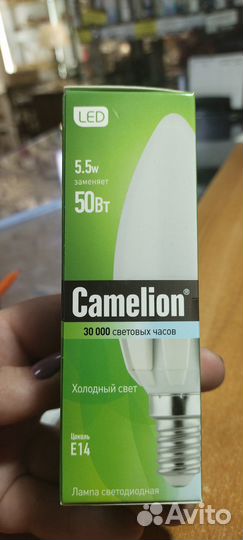 LED
5.5w
заменяет
50Вт
Camelion®
30 000 световых часов
Холодный свет
Цоколь
E14
Лампа светодиодная
Avito